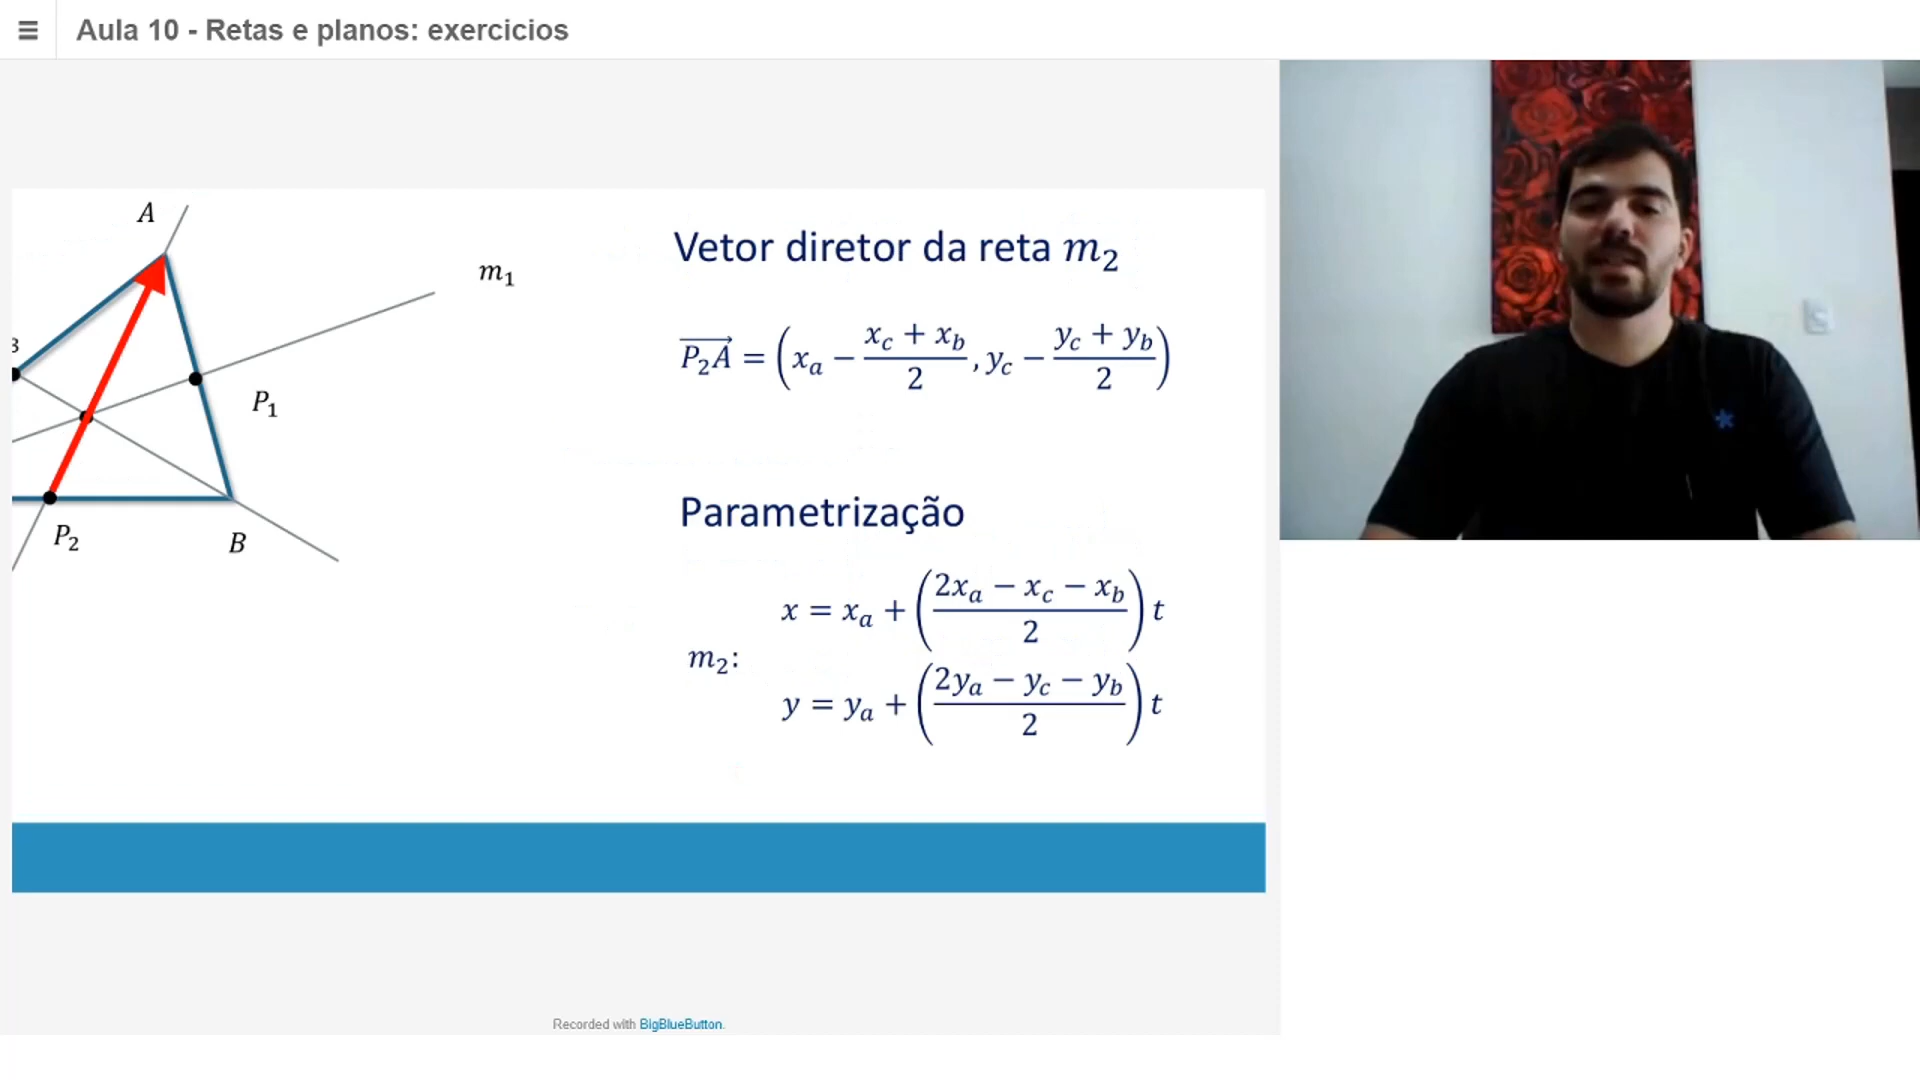 Aula 10 - Retas e planos: exercicios
A
m₁
3
P₁
P₂
B
Vetor diretor da reta m₂
P₂A⃗ = (xₐ − (x_c + x_b)/2, y_c − (y_c + y_b)/2)
Parametrização
m₂:
x = xₐ + ((2xₐ − x_c − x_b)/2) t
y = yₐ + ((2yₐ − y_c − y_b)/2) t
Recorded with BigBlueButton.